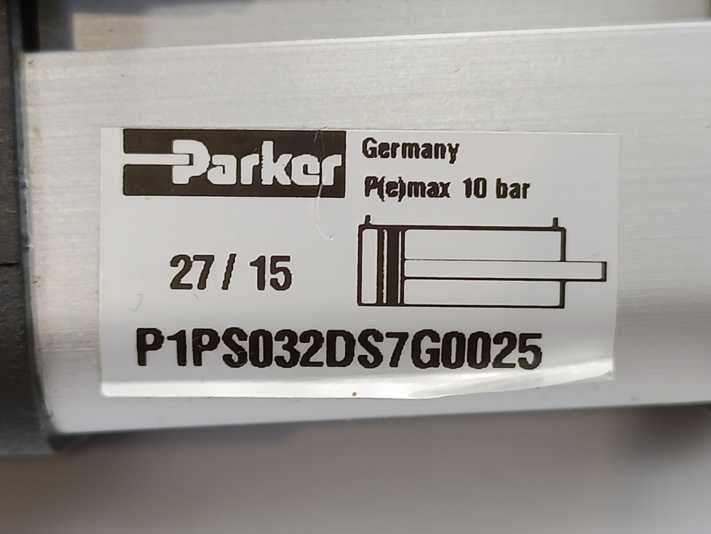 Parker
Germany
P(e)max 10 bar
27/ 15
P1PS032DS7G0025